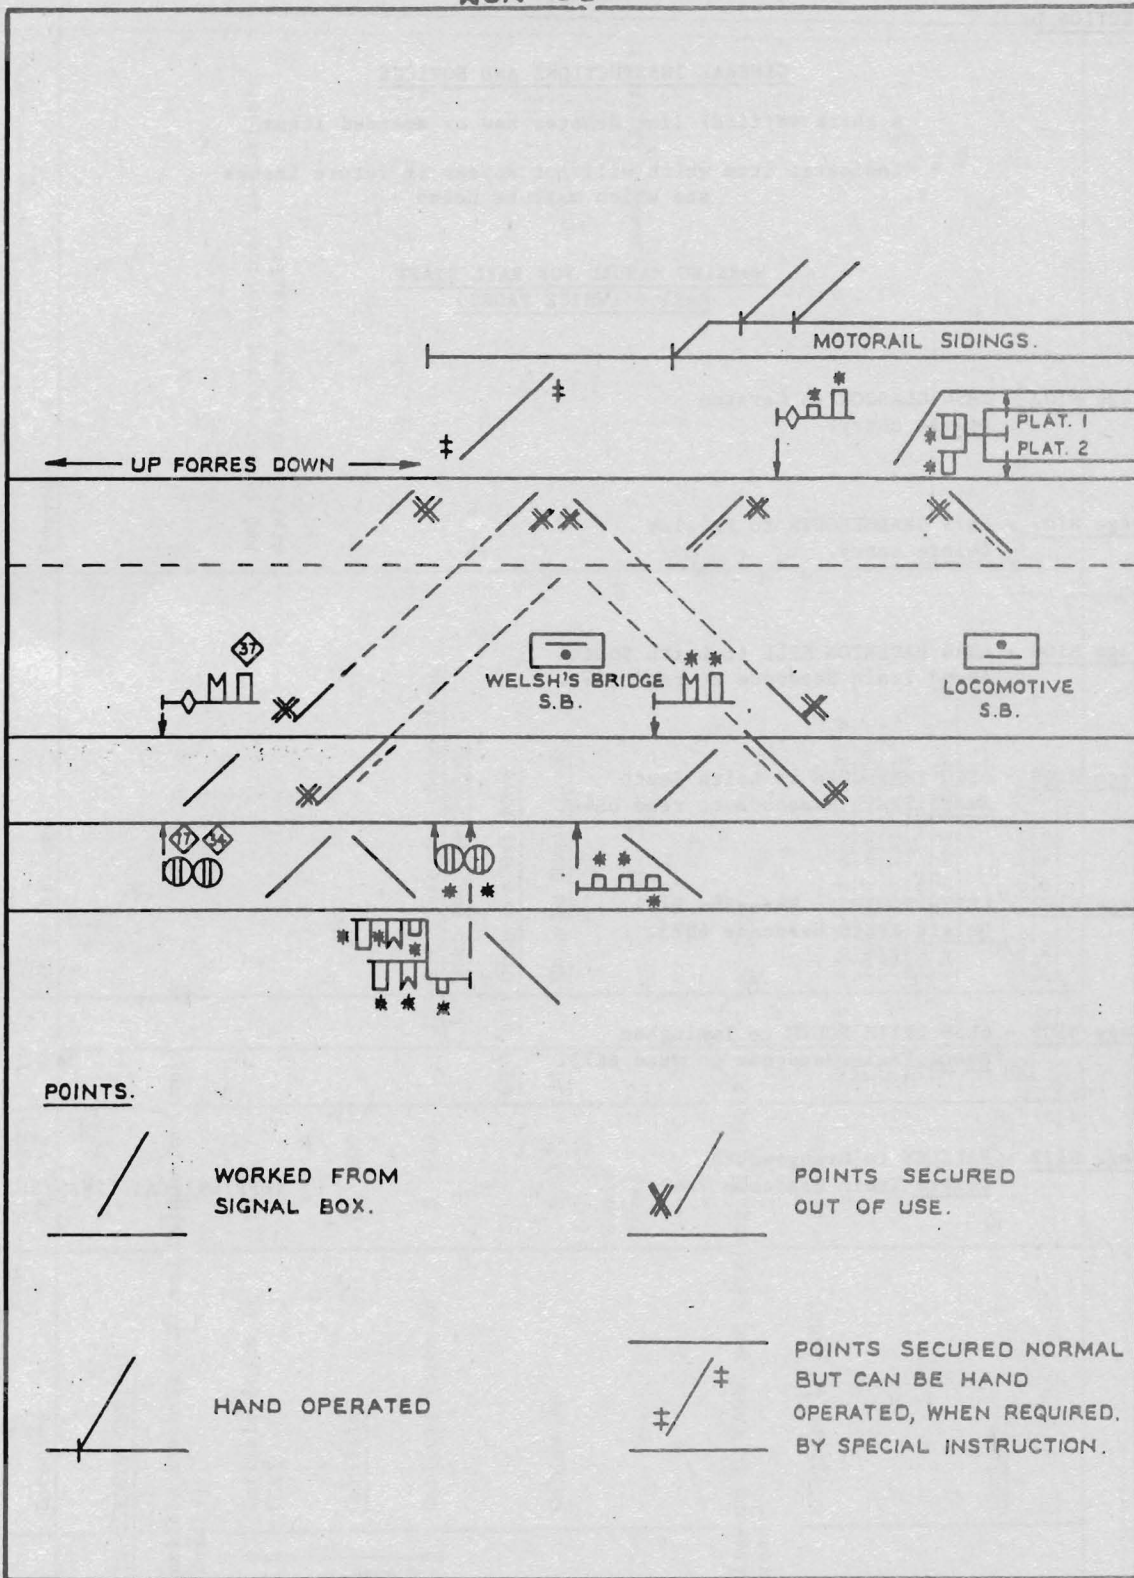 MOTORAIL SIDINGS.
PLAT. 1
PLAT. 2
UP FORRES DOWN
37
M
WELSH'S BRIDGE
S.B.
M
LOCOMOTIVE
S.B.
77 34
POINTS.
WORKED FROM
SIGNAL BOX.
POINTS SECURED
OUT OF USE.
HAND OPERATED
POINTS SECURED NORMAL
BUT CAN BE HAND
OPERATED, WHEN REQUIRED.
BY SPECIAL INSTRUCTION.